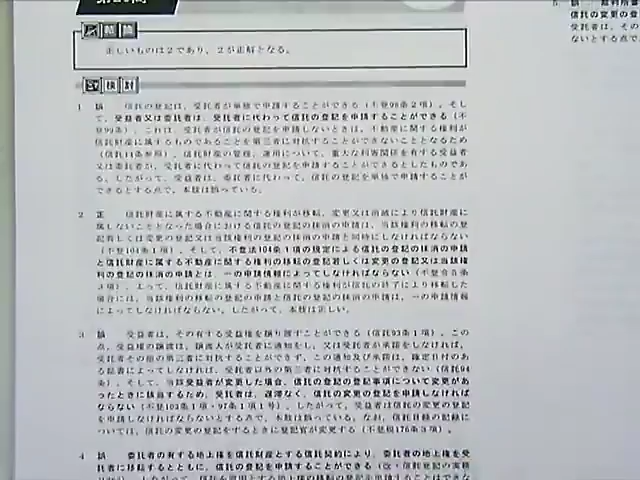 正しいものは２であり、２が正解となる。
検討
1 誤 信託の登記は、受託者が単独で申請することができる（不登98条２項）。そし
て、受益者又は委託者は、受託者に代わって信託の登記を申請することができる（不
登99条）。これは、受託者が信託の登記を申請しないときは、不動産に関する権利が
信託財産に属するものであることを第三者に対抗することができないこととなるため
（信託14条参照）、信託財産の管理、運用について、重大な利害関係を有する受益者
又は委託者が、受託者に代わって信託の登記を申請することができるとしたものであ
る。したがって、受益者は、委託者に代わって、信託の登記を単独で申請することが
できるとする点で、本肢は誤っている。
2 正 信託財産に属する不動産に関する権利が移転、変更又は消滅により信託財産に
属しないこととなった場合における信託の登記の抹消の申請は、当該権利の移転の登
記若しくは変更の登記又は当該権利の登記の抹消の申請と同時にしなければならない
（不登104条１項）。そして、不登法104条１項の規定による信託の登記の抹消の申請
と信託財産に属する不動産に関する権利の移転の登記若しくは変更の登記又は当該権
利の登記の抹消の申請とは、一の申請情報によってしなければならない（不登令５条
３項）。よって、信託財産に属する不動産に関する権利が信託の終了により移転した
場合には、当該権利の移転の登記の申請と信託の登記の抹消の申請は、一の申請情報
によってしなければならない。したがって、本肢は正しい。
3 誤 受益者は、その有する受益権を譲り渡すことができる（信託93条１項）。この
点、受益権の譲渡は、譲渡人が受託者に通知をし、又は受託者が承諾をしなければ、
受託者その他の第三者に対抗することができず、この通知及び承諾は、確定日付のあ
る証書によってしなければ、受託者以外の第三者に対抗することができない（信託94
条）。そして、当該受益者が変更した場合、信託の登記の登記事項について変更があ
ったときに該当するため、受託者は、遅滞なく、信託の変更の登記を申請しなければ
ならない（不登103条１項・97条１項１号）。したがって、受益者は信託の変更の登記
を申請しなければならないとする点で、本肢は誤っている。なお、信託目録の記録に
ついては、信託の変更の登記をするときに登記官が変更する（不登規176条３項）。
4 誤 委託者の有する地上権を信託財産とする信託契約により、委託者の地上権を受
託者に移転するとともに、信託の登記を申請することができる
信託の変更の登
受託者は、その
ないとする点で、